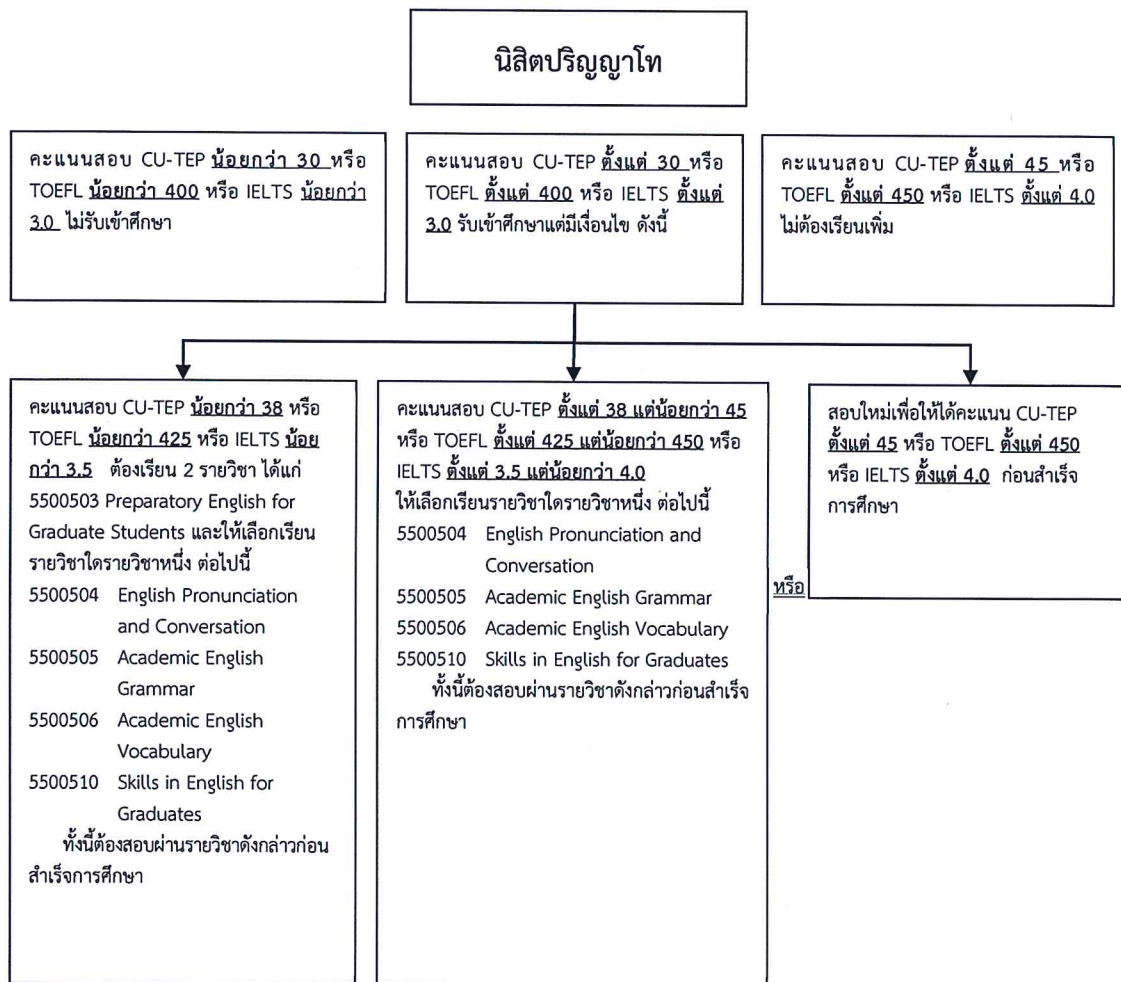 นิสิตปริญญาโท
คะแนนสอบ CU-TEP น้อยกว่า 30 หรือ
TOEFL น้อยกว่า 400 หรือ IELTS น้อยกว่า
3.0 ไม่รับเข้าศึกษา
คะแนนสอบ CU-TEP ตั้งแต่ 30 หรือ
TOEFL ตั้งแต่ 400 หรือ IELTS ตั้งแต่
3.0 รับเข้าศึกษาแต่มีเงื่อนไข ดังนี้
คะแนนสอบ CU-TEP ตั้งแต่ 45 หรือ
TOEFL ตั้งแต่ 450 หรือ IELTS ตั้งแต่ 4.0
ไม่ต้องเรียนเพิ่ม
คะแนนสอบ CU-TEP น้อยกว่า 38 หรือ
TOEFL น้อยกว่า 425 หรือ IELTS น้อย
กว่า 3.5 ต้องเรียน 2 รายวิชา ได้แก่
5500503 Preparatory English for
Graduate Students และให้เลือกเรียน
รายวิชาใดรายวิชาหนึ่ง ต่อไปนี้
5500504 English Pronunciation
and Conversation
5500505 Academic English
Grammar
5500506 Academic English
Vocabulary
5500510 Skills in English for
Graduates
ทั้งนี้ต้องสอบผ่านรายวิชาดังกล่าวก่อน
สำเร็จการศึกษา
คะแนนสอบ CU-TEP ตั้งแต่ 38 แต่น้อยกว่า 45
หรือ TOEFL ตั้งแต่ 425 แต่น้อยกว่า 450 หรือ
IELTS ตั้งแต่ 3.5 แต่น้อยกว่า 4.0
ให้เลือกเรียนรายวิชาใดรายวิชาหนึ่ง ต่อไปนี้
5500504 English Pronunciation and
Conversation
5500505 Academic English Grammar
5500506 Academic English Vocabulary
5500510 Skills in English for Graduates
ทั้งนี้ต้องสอบผ่านรายวิชาดังกล่าวก่อนสำเร็จ
การศึกษา
หรือ
สอบใหม่เพื่อให้ได้คะแนน CU-TEP
ตั้งแต่ 45 หรือ TOEFL ตั้งแต่ 450
หรือ IELTS ตั้งแต่ 4.0 ก่อนสำเร็จ
การศึกษา